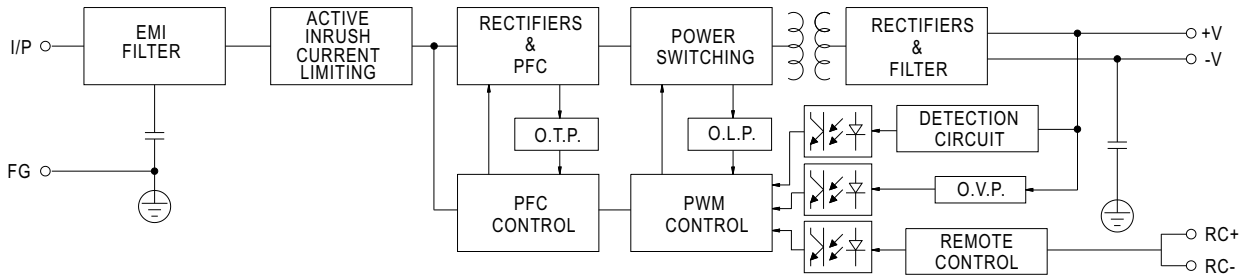 I/P
EMI
FILTER
ACTIVE
INRUSH
CURRENT
LIMITING
RECTIFIERS
&
PFC
POWER
SWITCHING
RECTIFIERS
&
FILTER
+V
-V
O.T.P.
O.L.P.
DETECTION
CIRCUIT
FG
PFC
CONTROL
PWM
CONTROL
O.V.P.
REMOTE
CONTROL
RC+
RC-